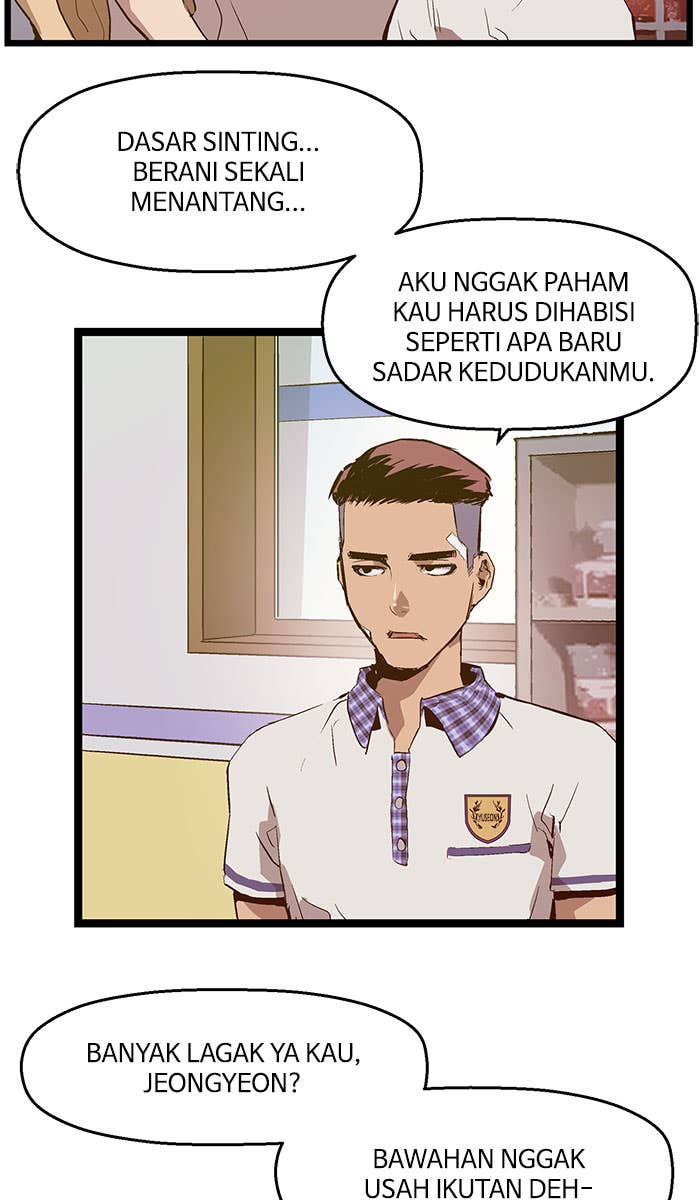 DASAR SINTING...
BERANI SEKALI
MENANTANG...
AKU NGGAK PAHAM
KAU HARUS DIHABISI
SEPERTI APA BARU
SADAR KEDUDUKANMU.
KYUSEONG
BANYAK LAGAK YA KAU,
JEONGYEON?
BAWAHAN NGGAK
USAH IKUTAN DEH–